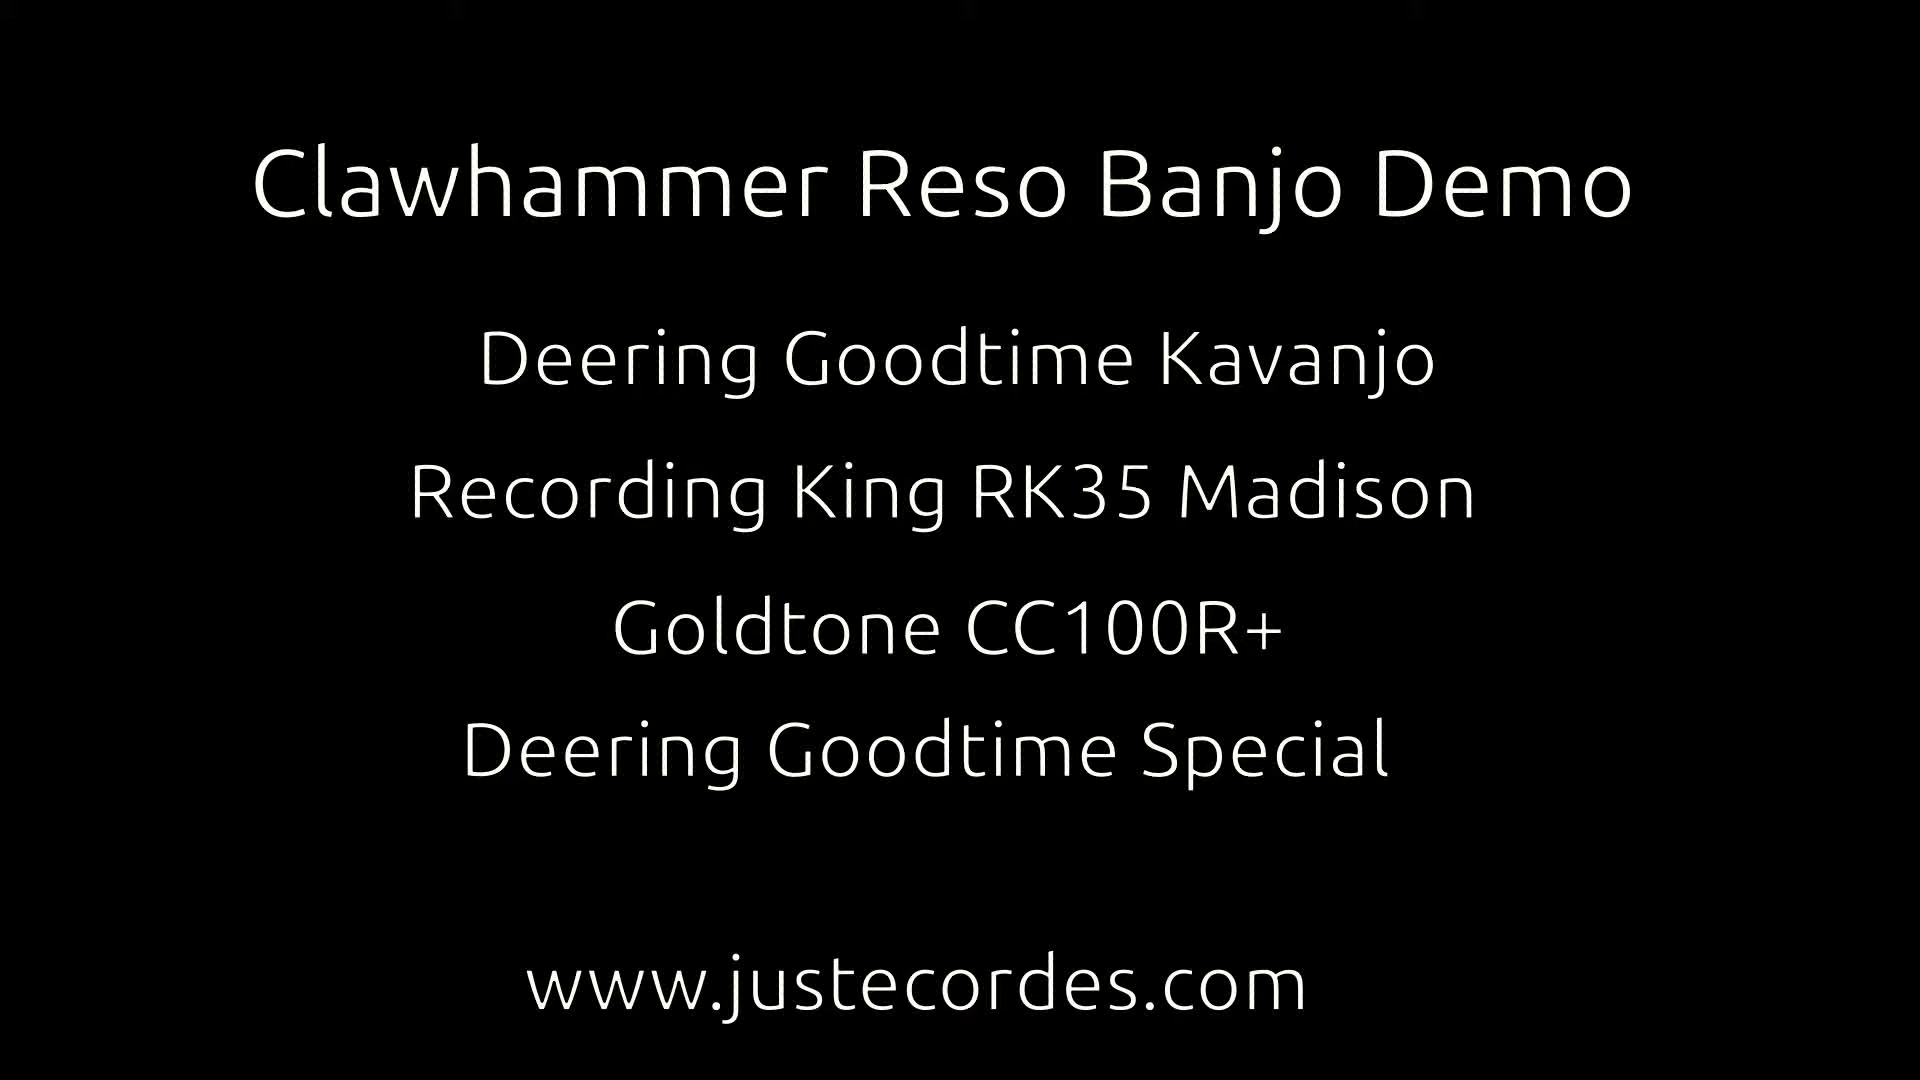 Clawhammer Reso Banjo Demo
Deering Goodtime Kavanjo
Recording King RK35 Madison
Goldtone CC100R+
Deering Goodtime Special
www.justecordes.com